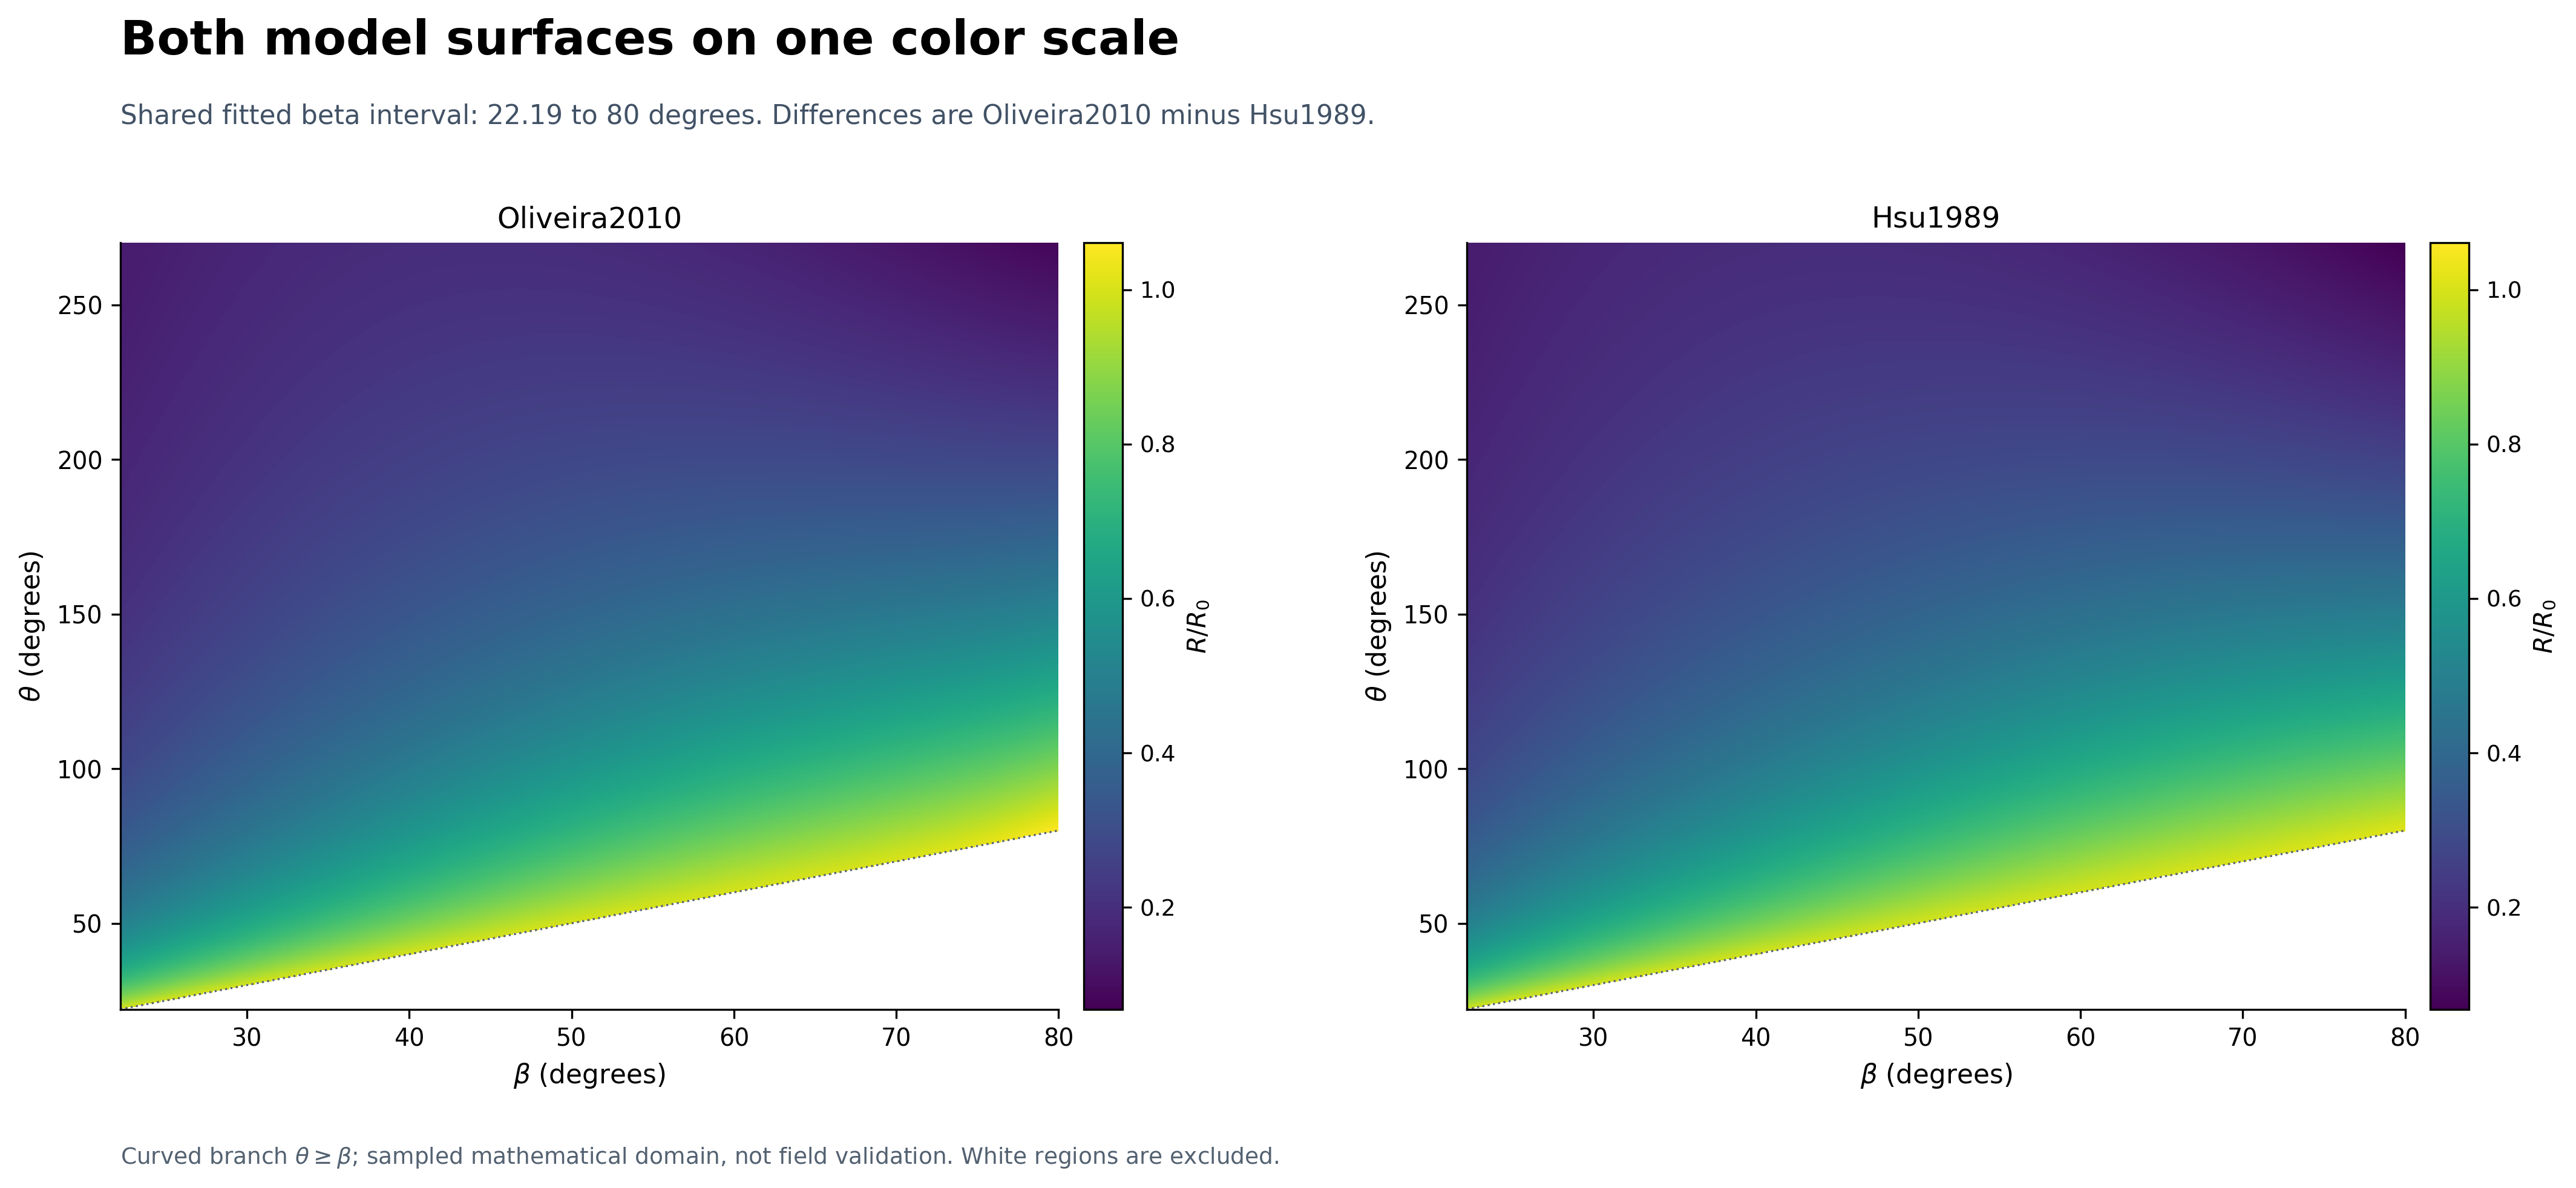 Both model surfaces on one color scale
Shared fitted beta interval: 22.19 to 80 degrees. Differences are Oliveira2010 minus Hsu1989.
Oliveira2010
250
200
150
100
50
θ (degrees)
30
40
50
60
70
80
β (degrees)
1.0
0.8
0.6
0.4
0.2
R/R₀
Hsu1989
250
200
150
100
50
θ (degrees)
30
40
50
60
70
80
β (degrees)
1.0
0.8
0.6
0.4
0.2
R/R₀
Curved branch θ ≥ β; sampled mathematical domain, not field validation. White regions are excluded.